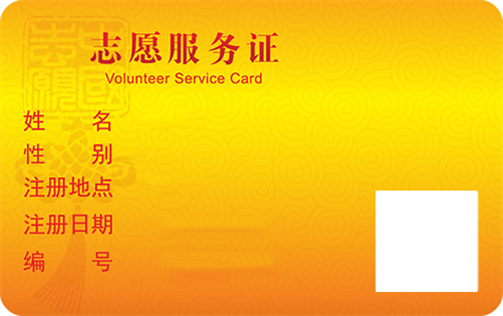 志愿服务证
Volunteer Service Card
姓 名
性 别
注册地点
注册日期
编 号